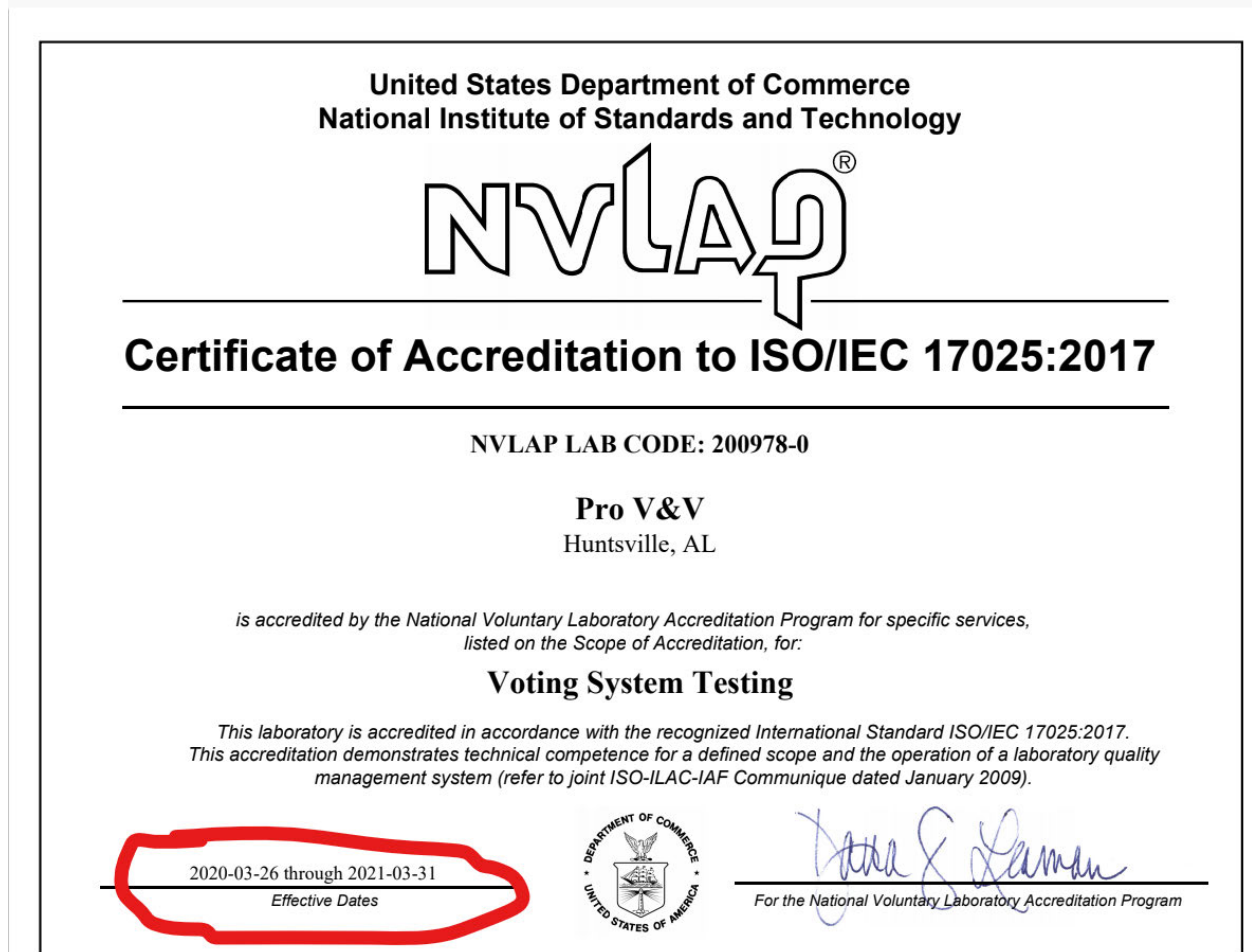 United States Department of Commerce
National Institute of Standards and Technology
NVLAP®
Certificate of Accreditation to ISO/IEC 17025:2017
NVLAP LAB CODE: 200978-0
Pro V&V
Huntsville, AL
is accredited by the National Voluntary Laboratory Accreditation Program for specific services,
listed on the Scope of Accreditation, for:
Voting System Testing
This laboratory is accredited in accordance with the recognized International Standard ISO/IEC 17025:2017.
This accreditation demonstrates technical competence for a defined scope and the operation of a laboratory quality
management system (refer to joint ISO-ILAC-IAF Communique dated January 2009).
2020-03-26 through 2021-03-31
Effective Dates
DEPARTMENT OF COMMERCE
UNITED STATES OF AMERICA
For the National Voluntary Laboratory Accreditation Program